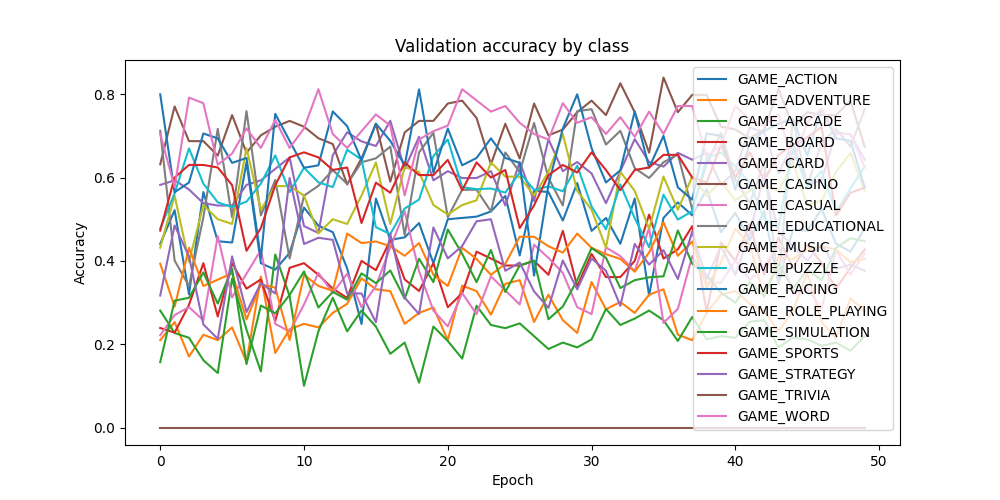 Validation accuracy by class
Accuracy
0.8
0.6
0.4
0.2
0.0
0
10
20
30
40
50
Epoch
GAME_ACTION
GAME_ADVENTURE
GAME_ARCADE
GAME_BOARD
GAME_CARD
GAME_CASINO
GAME_CASUAL
GAME_EDUCATIONAL
GAME_MUSIC
GAME_PUZZLE
GAME_RACING
GAME_ROLE_PLAYING
GAME_SIMULATION
GAME_SPORTS
GAME_STRATEGY
GAME_TRIVIA
GAME_WORD